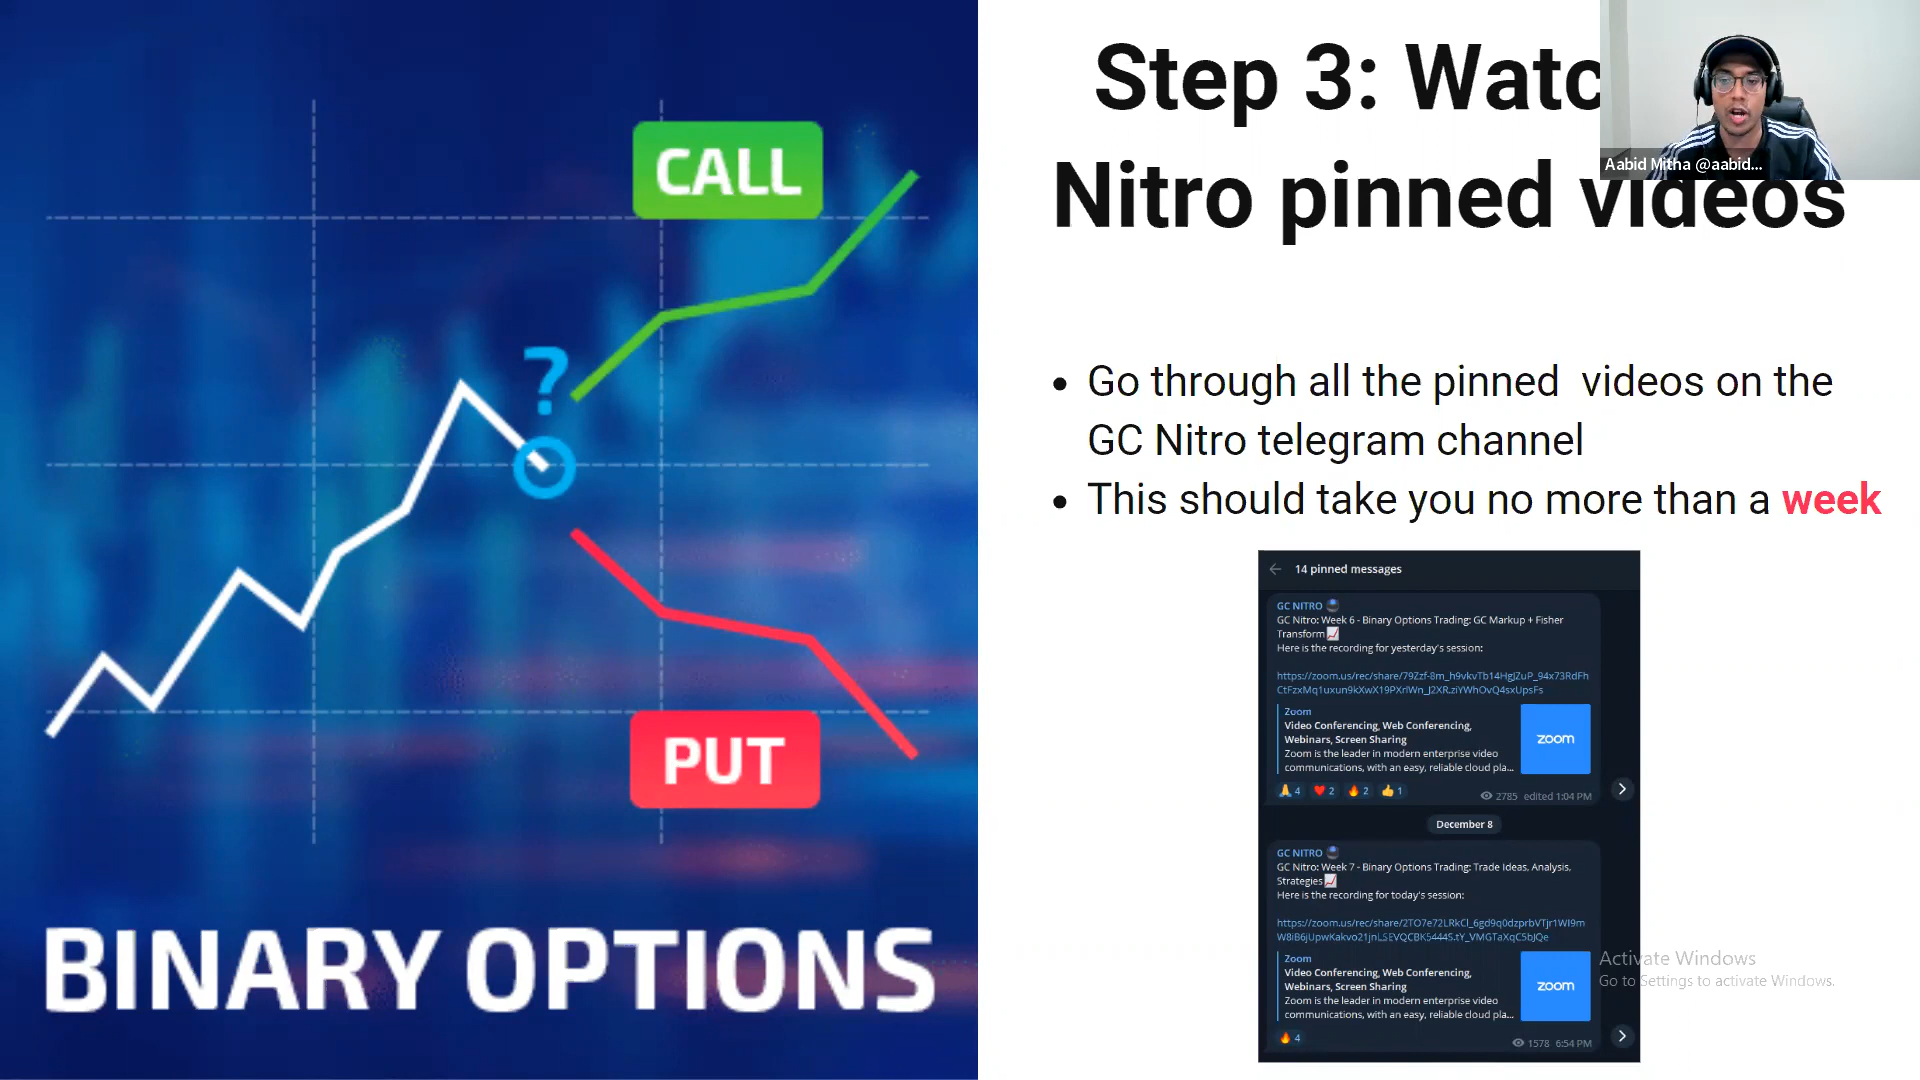 CALL
?
PUT
BINARY OPTIONS
Step 3: Watc
Nitro pinned videos
Aabid Mitha @aabid...
• Go through all the pinned  videos on the
GC Nitro telegram channel
• This should take you no more than a week
14 pinned messages
GC NITRO
GC Nitro: Week 6 - Binary Options Trading: GC Markup + Fisher
Transform
Here is the recording for yesterday's session:
Zoom
Video Conferencing, Web Conferencing,
Webinars, Screen Sharing
Zoom is the leader in modern enterprise video
communications, with an easy, reliable cloud pla...
zoom
4 2 2 1
2785 edited 1:04 PM
December 8
GC NITRO
GC Nitro: Week 7 - Binary Options Trading: Trade Ideas, Analysis,
Strategies
Here is the recording for today's session:
Zoom
Video Conferencing, Web Conferencing,
Webinars, Screen Sharing
Zoom is the leader in modern enterprise video
communications, with an easy, reliable cloud pla...
zoom
4
1578 6:54 PM
Activate Windows
Go to Settings to activate Windows.